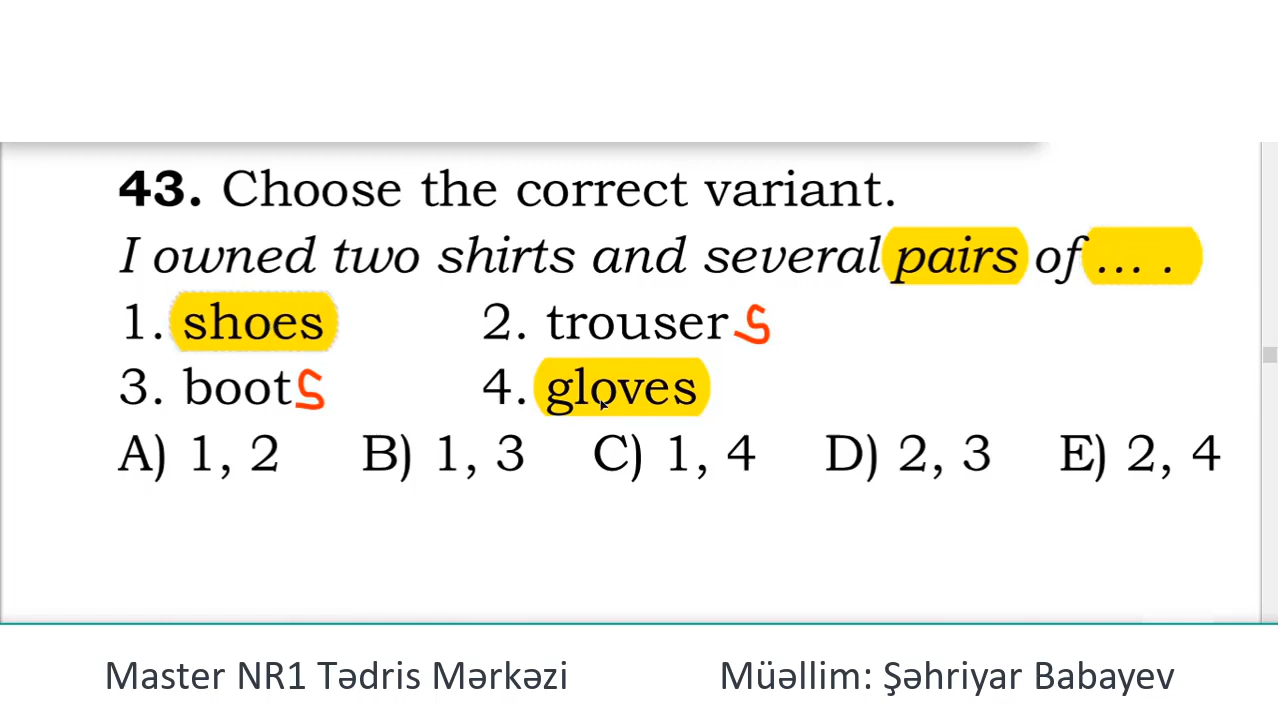 43. Choose the correct variant.
I owned two shirts and several pairs of ... .
1. shoes 2. trousers
3. boots 4. gloves
A) 1, 2 B) 1, 3 C) 1, 4 D) 2, 3 E) 2, 4
Master NR1 Tədris Mərkəzi Müəllim: Şəhriyar Babayev